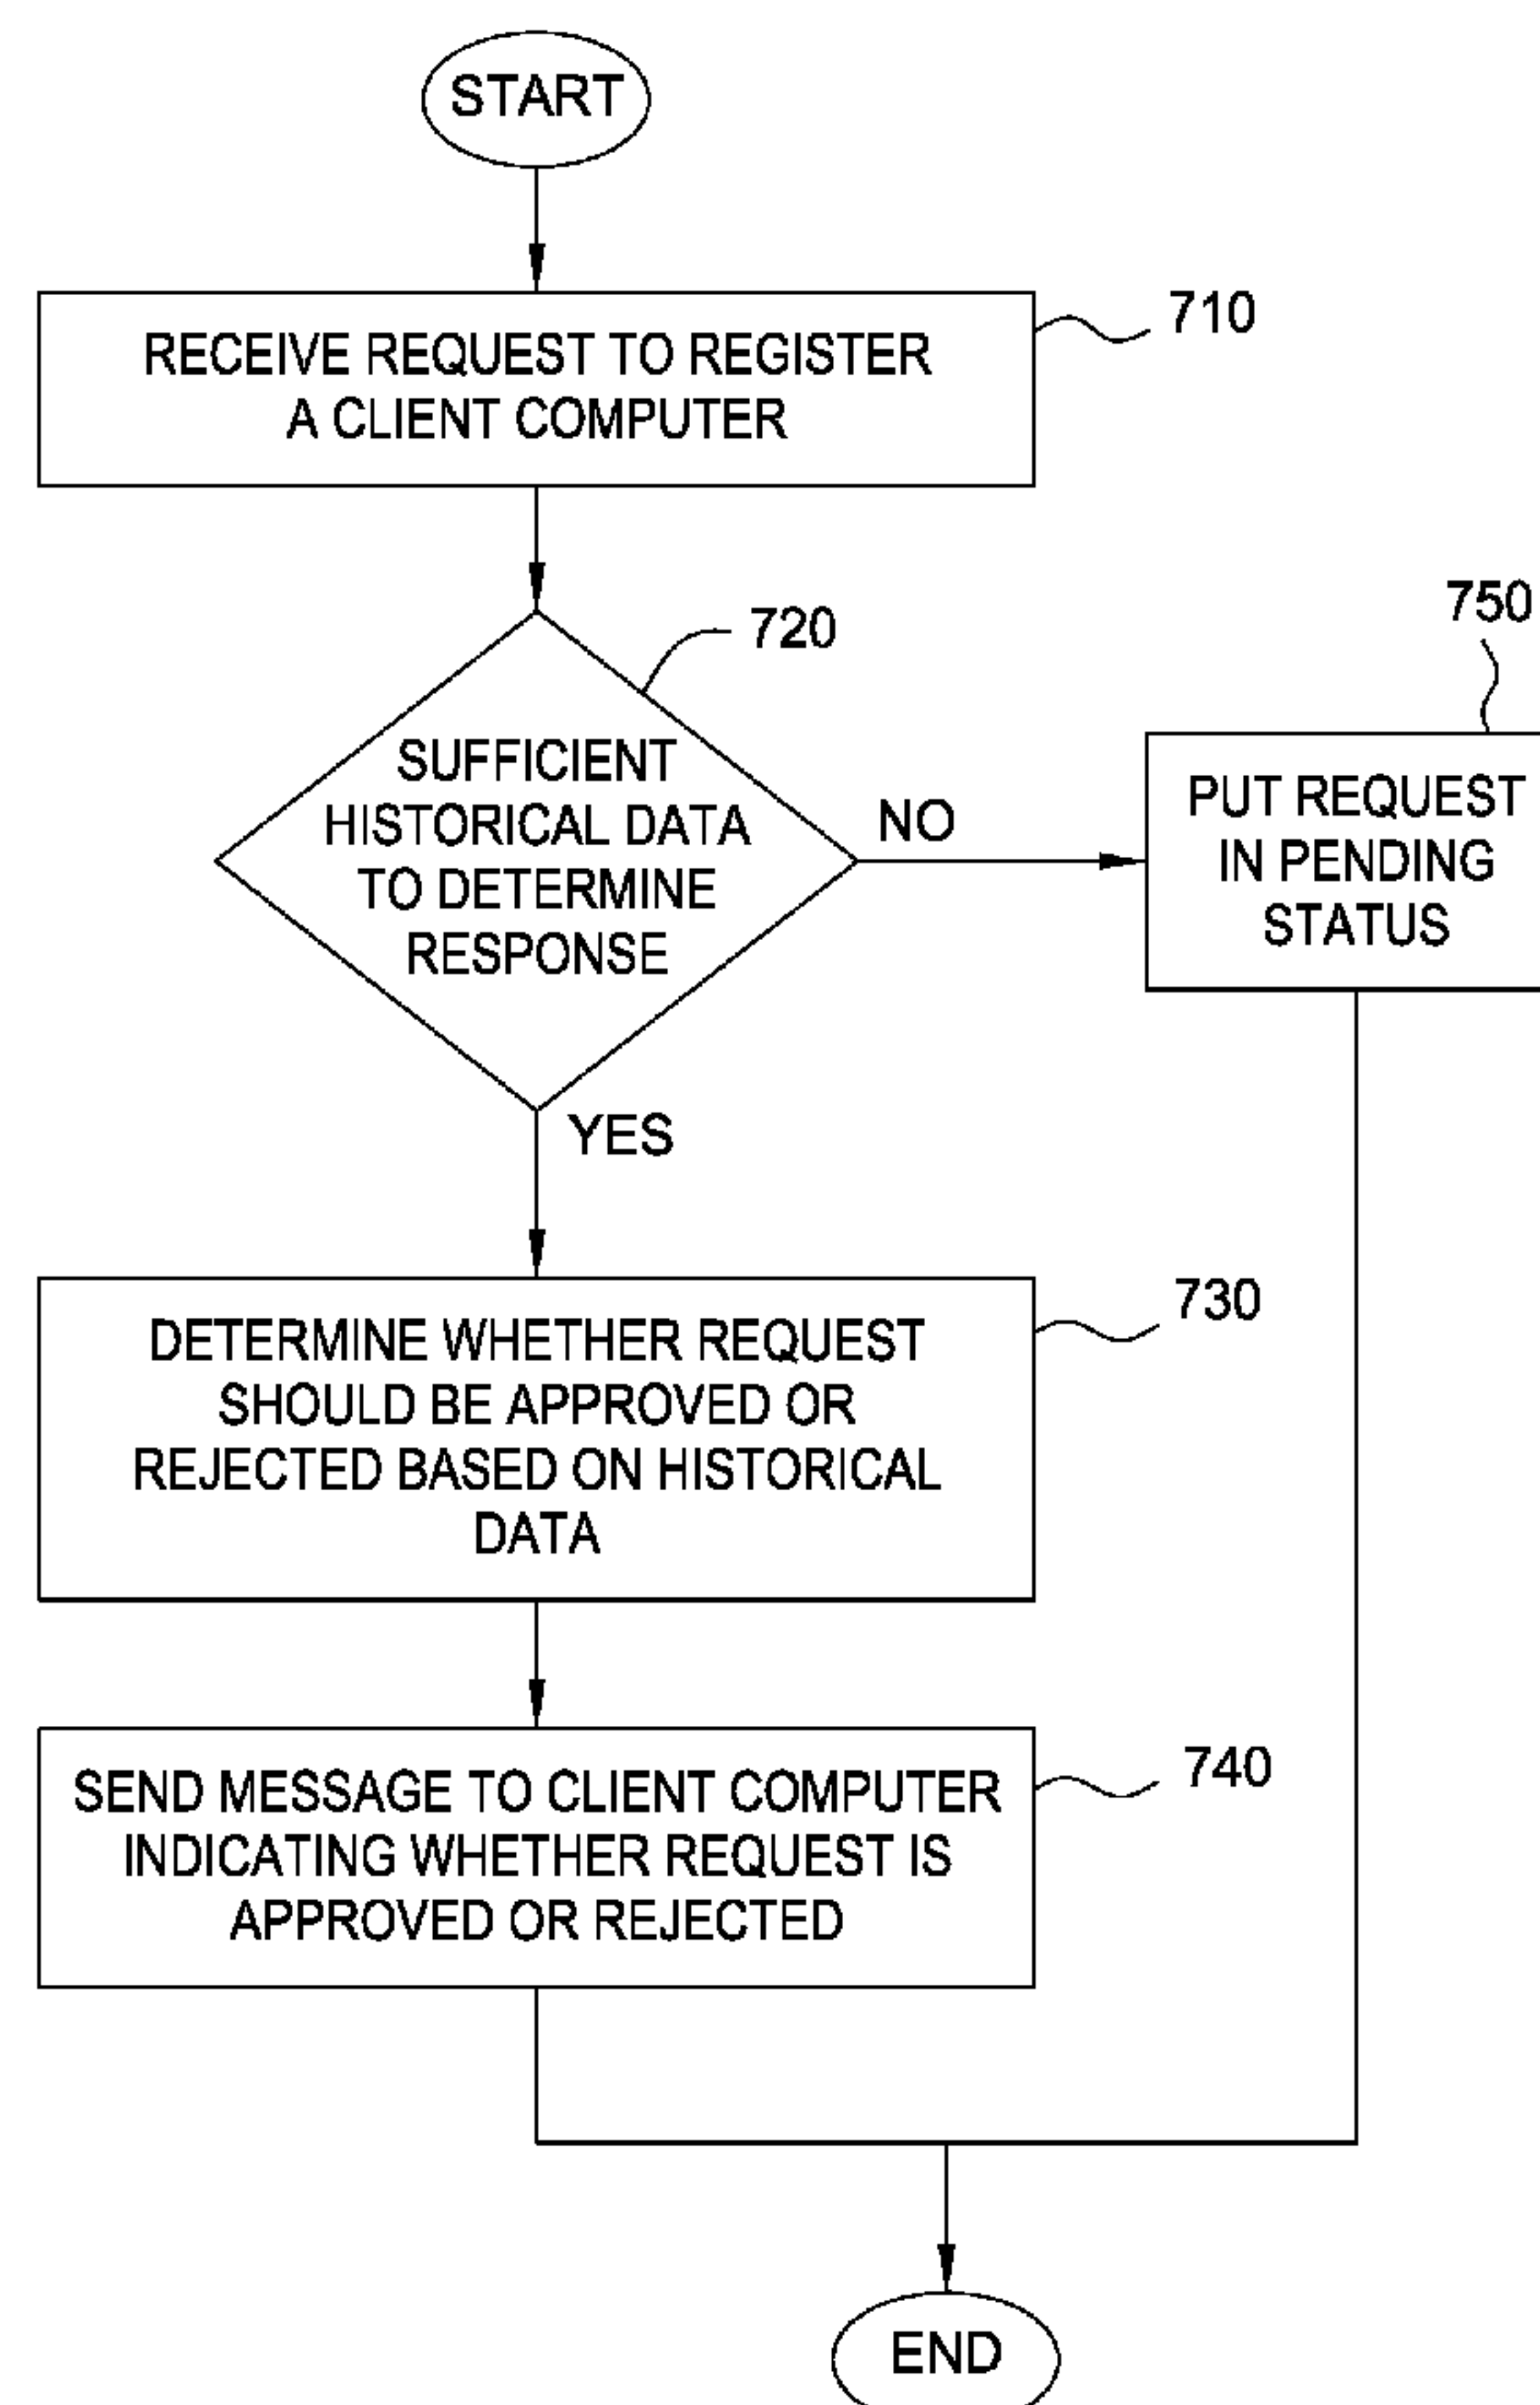 START
710
RECEIVE REQUEST TO REGISTER
A CLIENT COMPUTER
720
SUFFICIENT
HISTORICAL DATA
TO DETERMINE
RESPONSE
NO
750
PUT REQUEST
IN PENDING
STATUS
YES
730
DETERMINE WHETHER REQUEST
SHOULD BE APPROVED OR
REJECTED BASED ON HISTORICAL
DATA
740
SEND MESSAGE TO CLIENT COMPUTER
INDICATING WHETHER REQUEST IS
APPROVED OR REJECTED
END